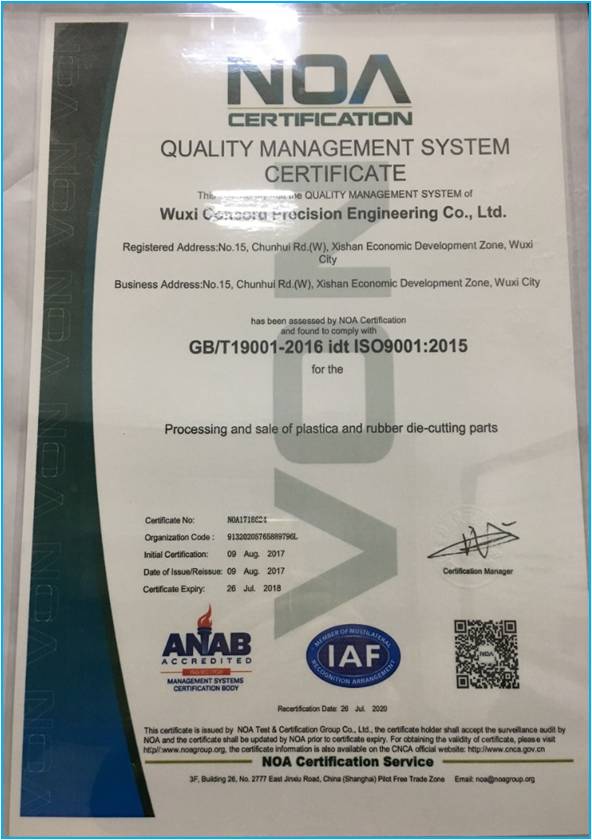 NOA
CERTIFICATION
QUALITY MANAGEMENT SYSTEM
CERTIFICATE
the QUALITY MANAGEMENT SYSTEM of
Wuxi Concord Precision Engineering Co., Ltd.
Registered Address:No.15, Chunhui Rd.(W), Xishan Economic Development Zone, Wuxi
City
Business Address:No.15, Chunhui Rd.(W), Xishan Economic Development Zone, Wuxi City
has been assessed by NOA Certification
and found to comply with
GB/T19001-2016 idt ISO9001:2015
for the
Processing and sale of plastica and rubber die-cutting parts
Certificate No:
Organization Code : 91320205765889796L
Initial Certification: 09 Aug. 2017
Date of Issue/Reissue: 09 Aug. 2017
Certificate Expiry: 26 Jul. 2018
Certification Manager
ANAB
ACCREDITED
MANAGEMENT SYSTEMS
CERTIFICATION BODY
MEMBER OF MULTILATERAL
IAF
RECOGNITION ARRANGEMENT
NOA
Recertification Date: 26 Jul. 2020
This certificate is issued by NOA Test & Certification Group Co., Ltd., the certificate holder shall accept the surveillance audit by
NOA and the certificate shall be updated by NOA prior to certificate expiry. For obtaining the validity of certificate, please visit
http//:www.noagroup.org, the certificate information is also available on the CNCA official website: http://www.cnca.gov.cn
NOA Certification Service
3F, Building 26, No. 2777 East Jinxiu Road, China (Shanghai) Pilot Free Trade Zone Email: noa@noagroup.org